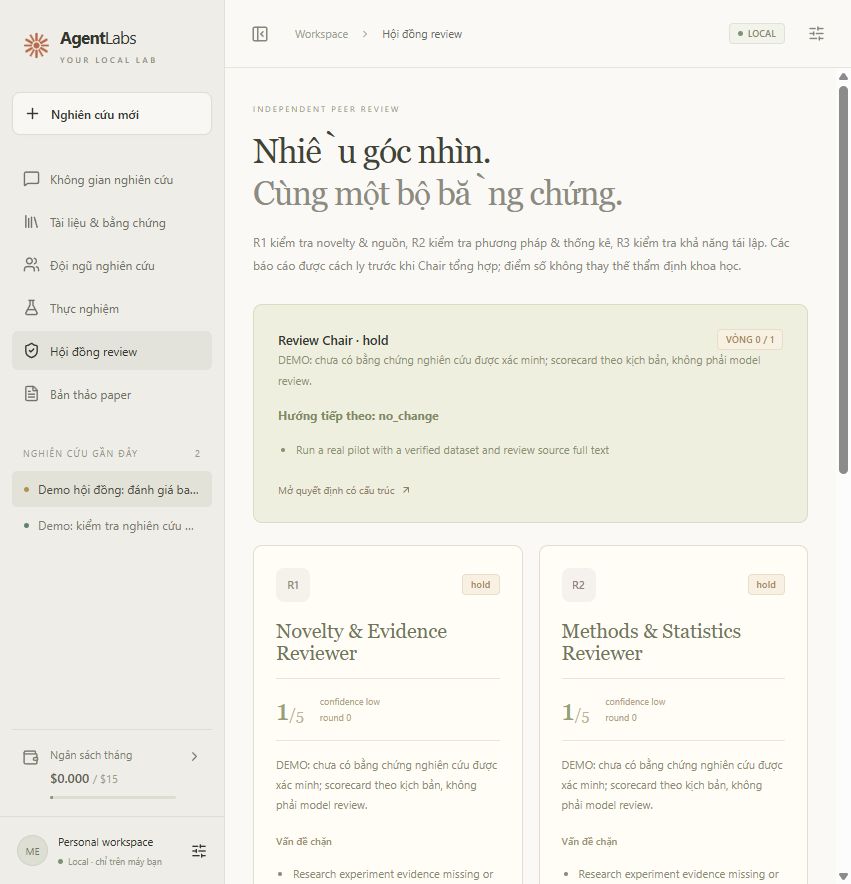 AgentLabs
YOUR LOCAL LAB
Nghiên cứu mới
Không gian nghiên cứu
Tài liệu & bằng chứng
Đội ngũ nghiên cứu
Thực nghiệm
Hội đồng review
Bản thảo paper
NGHIÊN CỨU GẦN ĐÂY 2
Demo hội đồng: đánh giá ba...
Demo: kiểm tra nghiên cứu ...
Ngân sách tháng
$0.000 / $15
ME
Personal workspace
Local · chỉ trên máy bạn
Workspace > Hội đồng review
LOCAL
INDEPENDENT PEER REVIEW
Nhiều góc nhìn.
Cùng một bộ bằng chứng.
R1 kiểm tra novelty & nguồn, R2 kiểm tra phương pháp & thống kê, R3 kiểm tra khả năng tái lập. Các
báo cáo được cách ly trước khi Chair tổng hợp; điểm số không thay thế thẩm định khoa học.
Review Chair · hold
VÒNG 0 / 1
DEMO: chưa có bằng chứng nghiên cứu được xác minh; scorecard theo kịch bản, không phải model
review.
Hướng tiếp theo: no_change
• Run a real pilot with a verified dataset and review source full text
Mở quyết định có cấu trúc ↗
R1
hold
Novelty & Evidence
Reviewer
1/5
confidence low
round 0
DEMO: chưa có bằng chứng nghiên cứu được
xác minh; scorecard theo kịch bản, không
phải model review.
Vấn đề chặn
• Research experiment evidence missing or
R2
hold
Methods & Statistics
Reviewer
1/5
confidence low
round 0
DEMO: chưa có bằng chứng nghiên cứu được
xác minh; scorecard theo kịch bản, không
phải model review.
Vấn đề chặn
• Research experiment evidence missing or